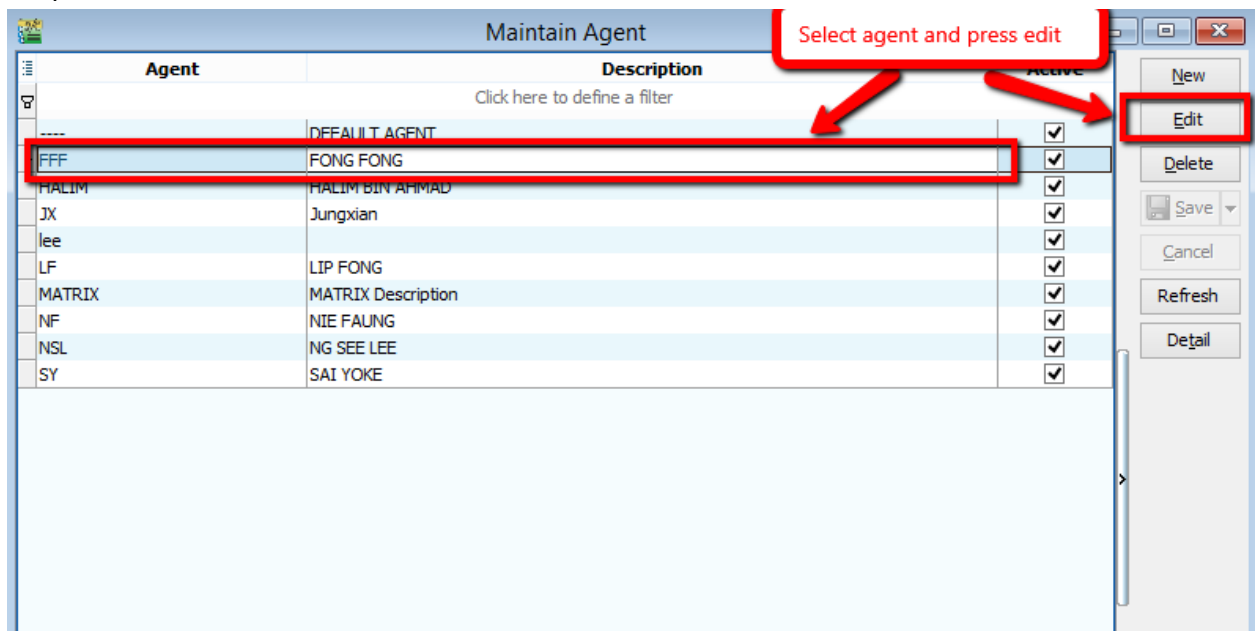 Maintain Agent
Select agent and press edit
Agent Description Active
Click here to define a filter
---- DEFAULT AGENT
FFF FONG FONG
HALIM HALIM BIN AHMAD
JX Jungxian
lee
LF LIP FONG
MATRIX MATRIX Description
NF NIE FAUNG
NSL NG SEE LEE
SY SAI YOKE
New
Edit
Delete
Save
Cancel
Refresh
Detail